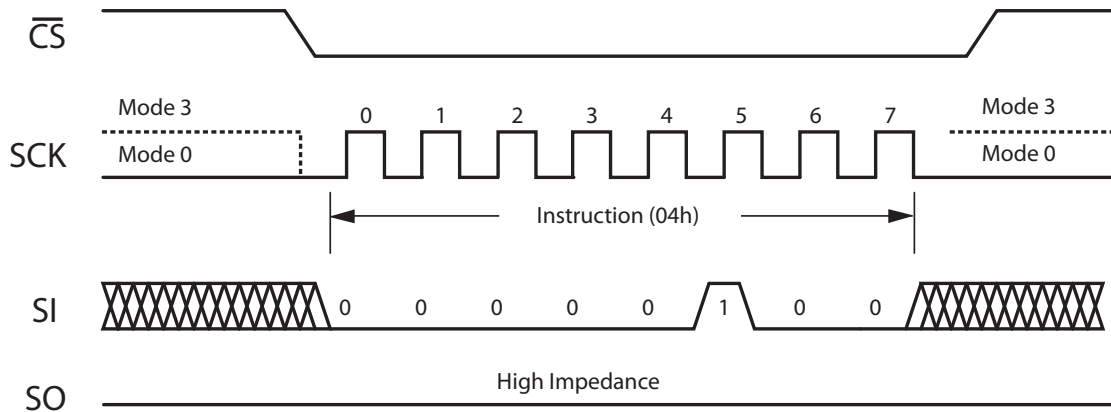 C̅S̅
Mode 3
0 1 2 3 4 5 6 7
Mode 3
SCK
Mode 0
Mode 0
Instruction (04h)
SI
0 0 0 0 0 1 0 0
High Impedance
SO